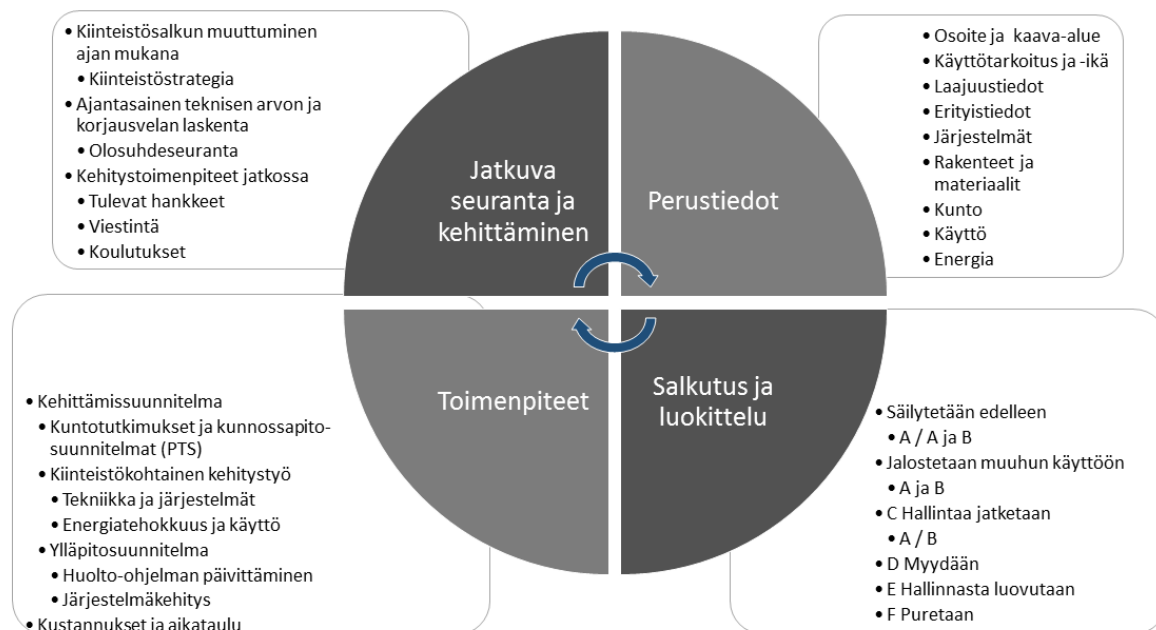 • Kiinteistösalkun muuttuminen
ajan mukana
• Kiinteistöstrategia
• Ajantasainen teknisen arvon ja
korjausvelan laskenta
• Olosuhdeseuranta
• Kehitystoimenpiteet jatkossa
• Tulevat hankkeet
• Viestintä
• Koulutukset
Jatkuva
seuranta ja
kehittäminen
Perustiedot
• Osoite ja kaava-alue
• Käyttötarkoitus ja -ikä
• Laajuustiedot
• Erityistiedot
• Järjestelmät
• Rakenteet ja
materiaalit
• Kunto
• Käyttö
• Energia
• Kehittämissuunnitelma
• Kuntotutkimukset ja kunnossapito-
suunnitelmat (PTS)
• Kiinteistökohtainen kehitystyö
• Tekniikka ja järjestelmät
• Energiatehokkuus ja käyttö
• Ylläpitosuunnitelma
• Huolto-ohjelman päivittäminen
• Järjestelmäkehitys
• Kustannukset ja aikataulu
Toimenpiteet
Salkutus ja
luokittelu
• Säilytetään edelleen
• A / A ja B
• Jalostetaan muuhun käyttöön
• A ja B
• C Hallintaa jatketaan
• A / B
• D Myydään
• E Hallinnasta luovutaan
• F Puretaan